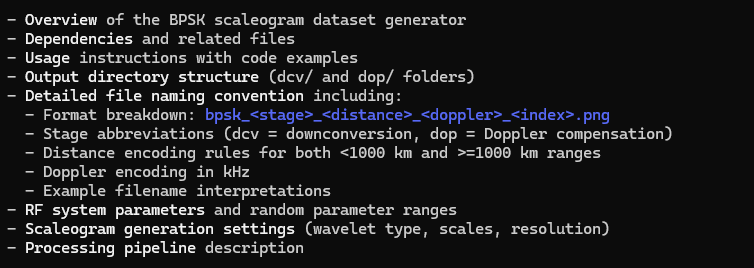 - Overview of the BPSK scaleogram dataset generator
- Dependencies and related files
- Usage instructions with code examples
- Output directory structure (dcv/ and dop/ folders)
- Detailed file naming convention including:
  - Format breakdown: bpsk_<stage>_<distance>_<doppler>_<index>.png
  - Stage abbreviations (dcv = downconversion, dop = Doppler compensation)
  - Distance encoding rules for both <1000 km and >=1000 km ranges
  - Doppler encoding in kHz
  - Example filename interpretations
- RF system parameters and random parameter ranges
- Scaleogram generation settings (wavelet type, scales, resolution)
- Processing pipeline description